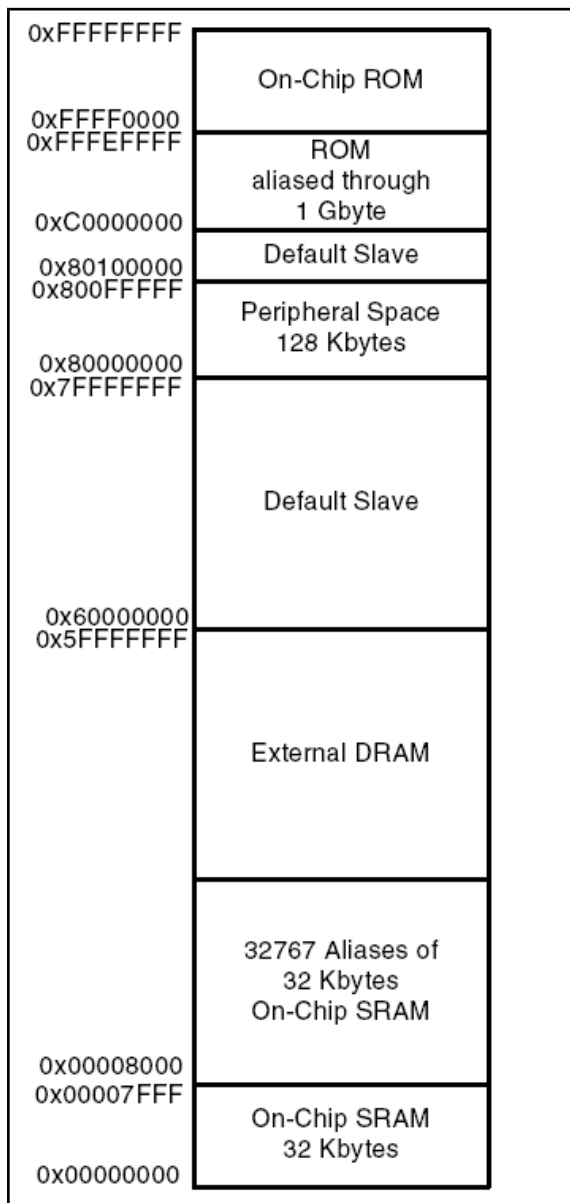 0xFFFFFFFF
On-Chip ROM
0xFFFF0000
0xFFFEFFFF
ROM
aliased through
1 Gbyte
0xC0000000
Default Slave
0x80100000
0x800FFFFF
Peripheral Space
128 Kbytes
0x80000000
0x7FFFFFFF
Default Slave
0x60000000
0x5FFFFFFF
External DRAM
32767 Aliases of
32 Kbytes
On-Chip SRAM
0x00008000
0x00007FFF
On-Chip SRAM
32 Kbytes
0x00000000